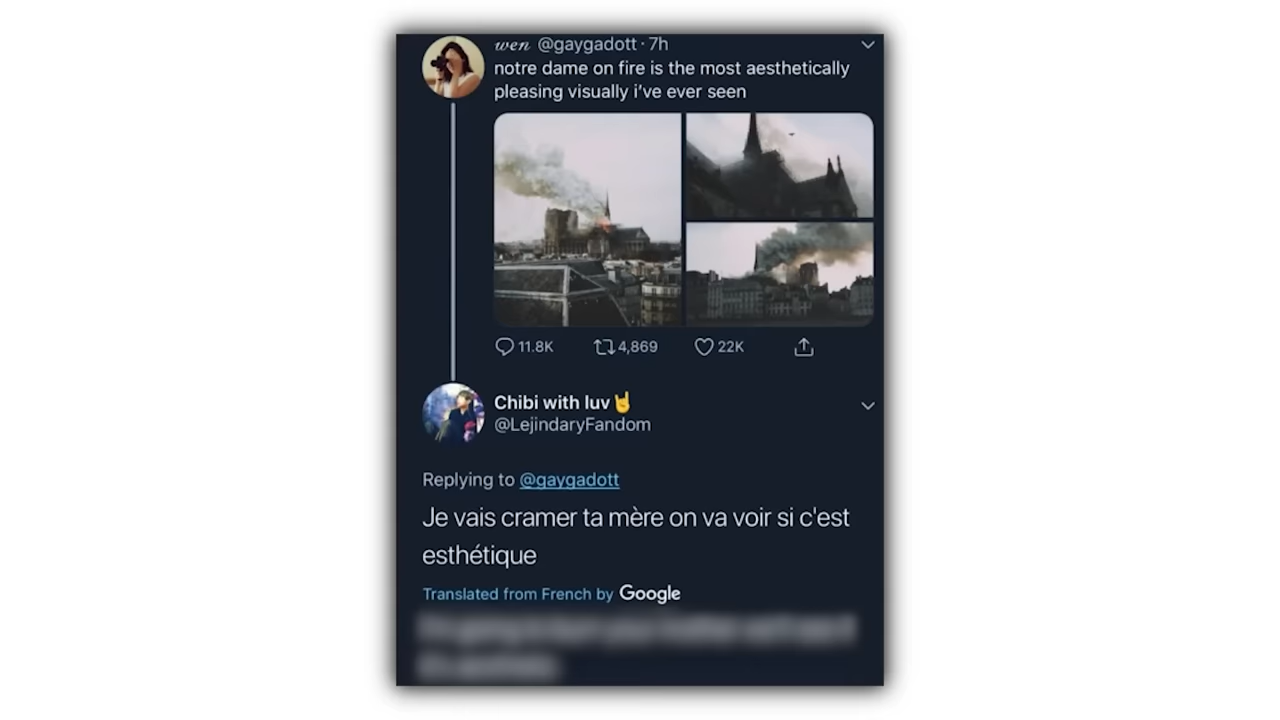 wen @gaygadott · 7h
notre dame on fire is the most aesthetically
pleasing visually i've ever seen
11.8K 4,869 22K
Chibi with luv🤘
@LejindaryFandom
Replying to @gaygadott
Je vais cramer ta mère on va voir si c'est
esthétique
Translated from French by Google